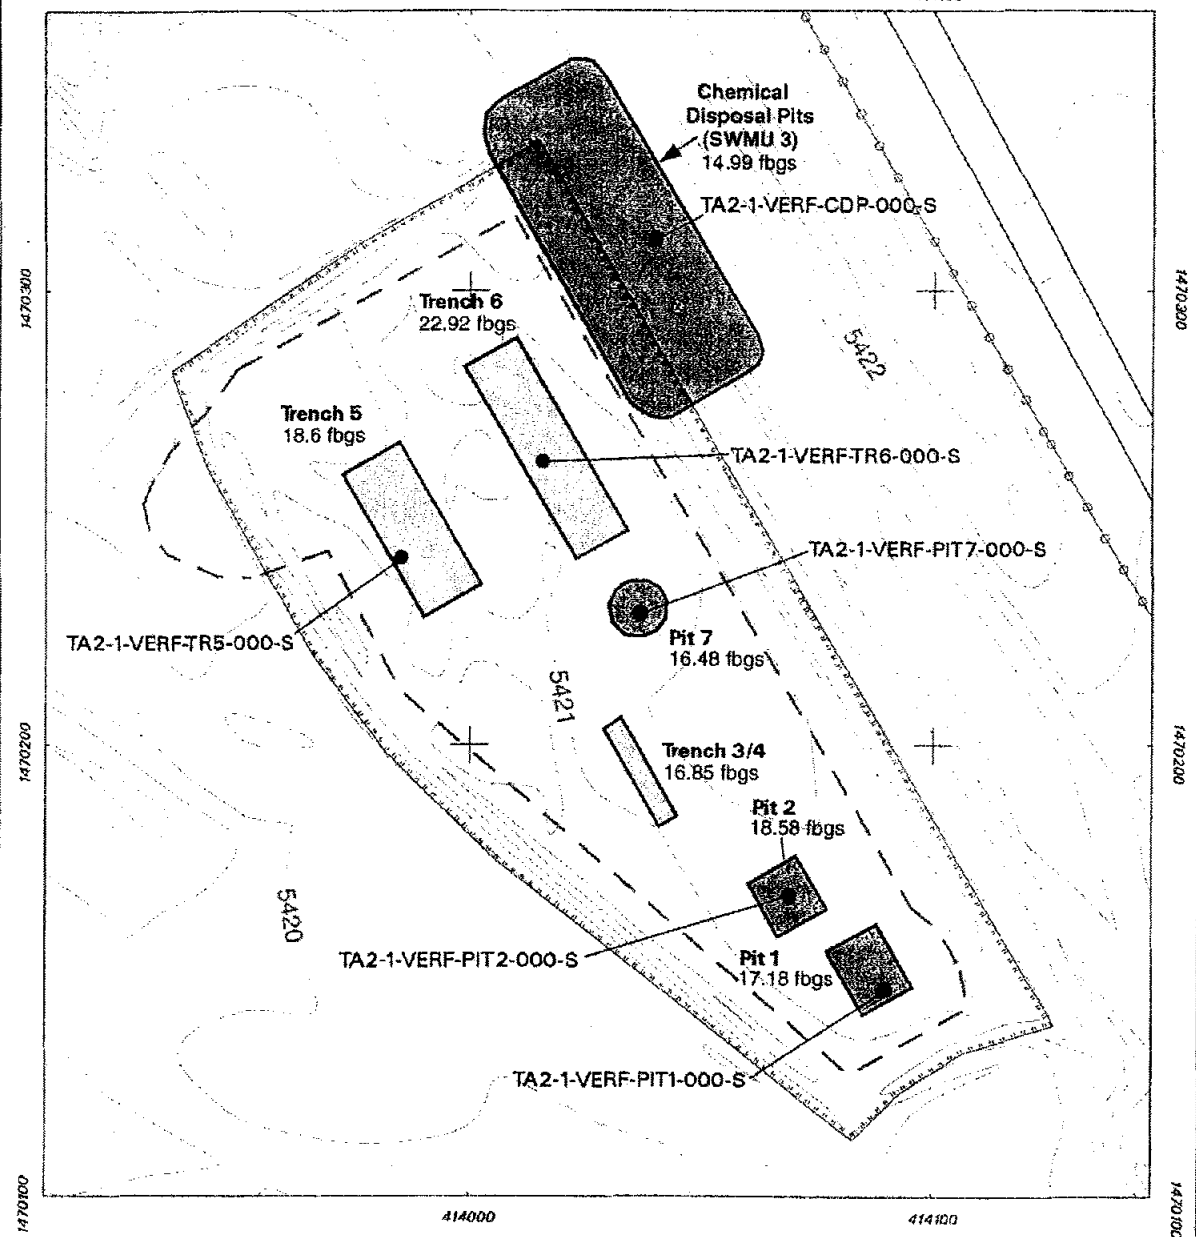 Chemical
Disposal Pits
(SWMU 3)
14.99 fbgs
TA2-1-VERF-CDP-000-S
1470300
1470300
Trench 6
22.92 fbgs
5422
Trench 5
18.6 fbgs
TA2-1-VERF-TR6-000-S
TA2-1-VERF-PIT7-000-S
TA2-1-VERF-TR5-000-S
Pit 7
16.48 fbgs
5421
1470200
1470200
Trench 3/4
16.85 fbgs
Pit 2
18.58 fbgs
5420
TA2-1-VERF-PIT2-000-S
Pit 1
17.18 fbgs
TA2-1-VERF-PIT1-000-S
1470100
1470100
414000
414100